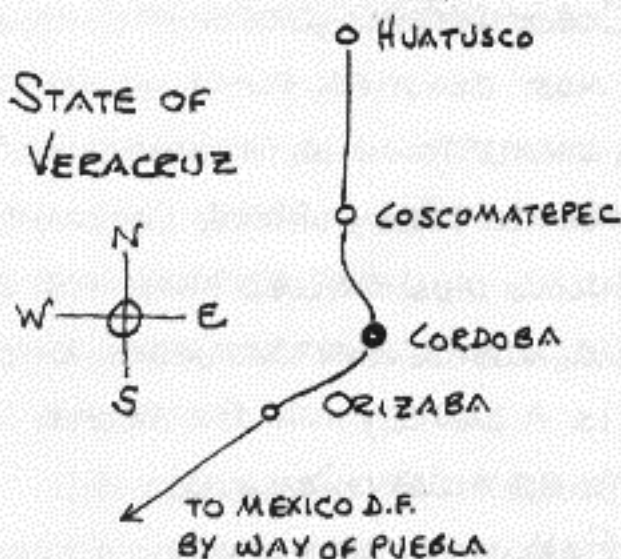 HUATUSCO
STATE OF
VERACRUZ
COSCOMATEPEC
N
W E
S
CORDOBA
ORIZABA
TO MEXICO D.F.
BY WAY OF PUEBLA